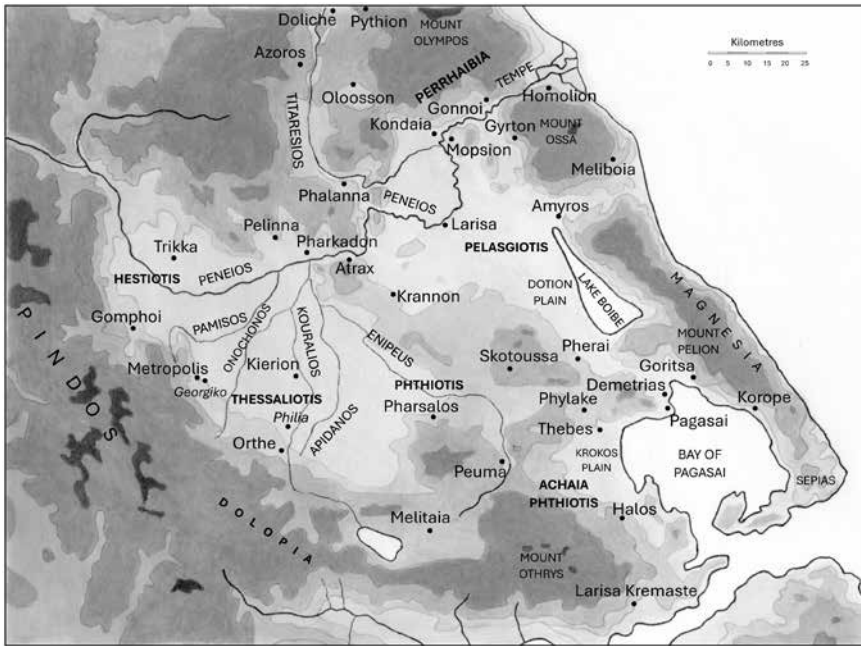 Doliche
Pythion
MOUNT
OLYMPOS
Kilometres
0 5 10 15 20 25
Azoros
PERRHAIBIA
TEMPE
Oloosson
Homolion
Gonnoi
TITARESIOS
Kondaia
Gyrton
MOUNT
OSSA
Mopsion
Meliboia
Phalanna
PENEIOS
Amyros
Pelinna
Larisa
Trikka
Pharkadon
PELASGIOTIS
HESTIOTIS
PENEIOS
Atrax
MAGNESIA
DOTION
PLAIN
LAKE BOIBE
Krannon
Gomphoi
PAMISOS
ONOCHONOS
KOURALIOS
ENIPEUS
MOUNT
PELION
PINDOS
Pherai
Skotoussa
Goritsa
Metropolis
Kierion
Georgiko
PHTHIOTIS
Demetrias
THESSALIOTIS
Phylake
Korope
Pharsalos
Pagasai
Philia
APIDANOS
Thebes
Orthe
KROKOS
PLAIN
BAY OF
PAGASAI
Peuma
SEPIAS
ACHAIA
PHTHIOTIS
DOLOPIA
Halos
Melitaia
MOUNT
OTHRYS
Larisa Kremaste